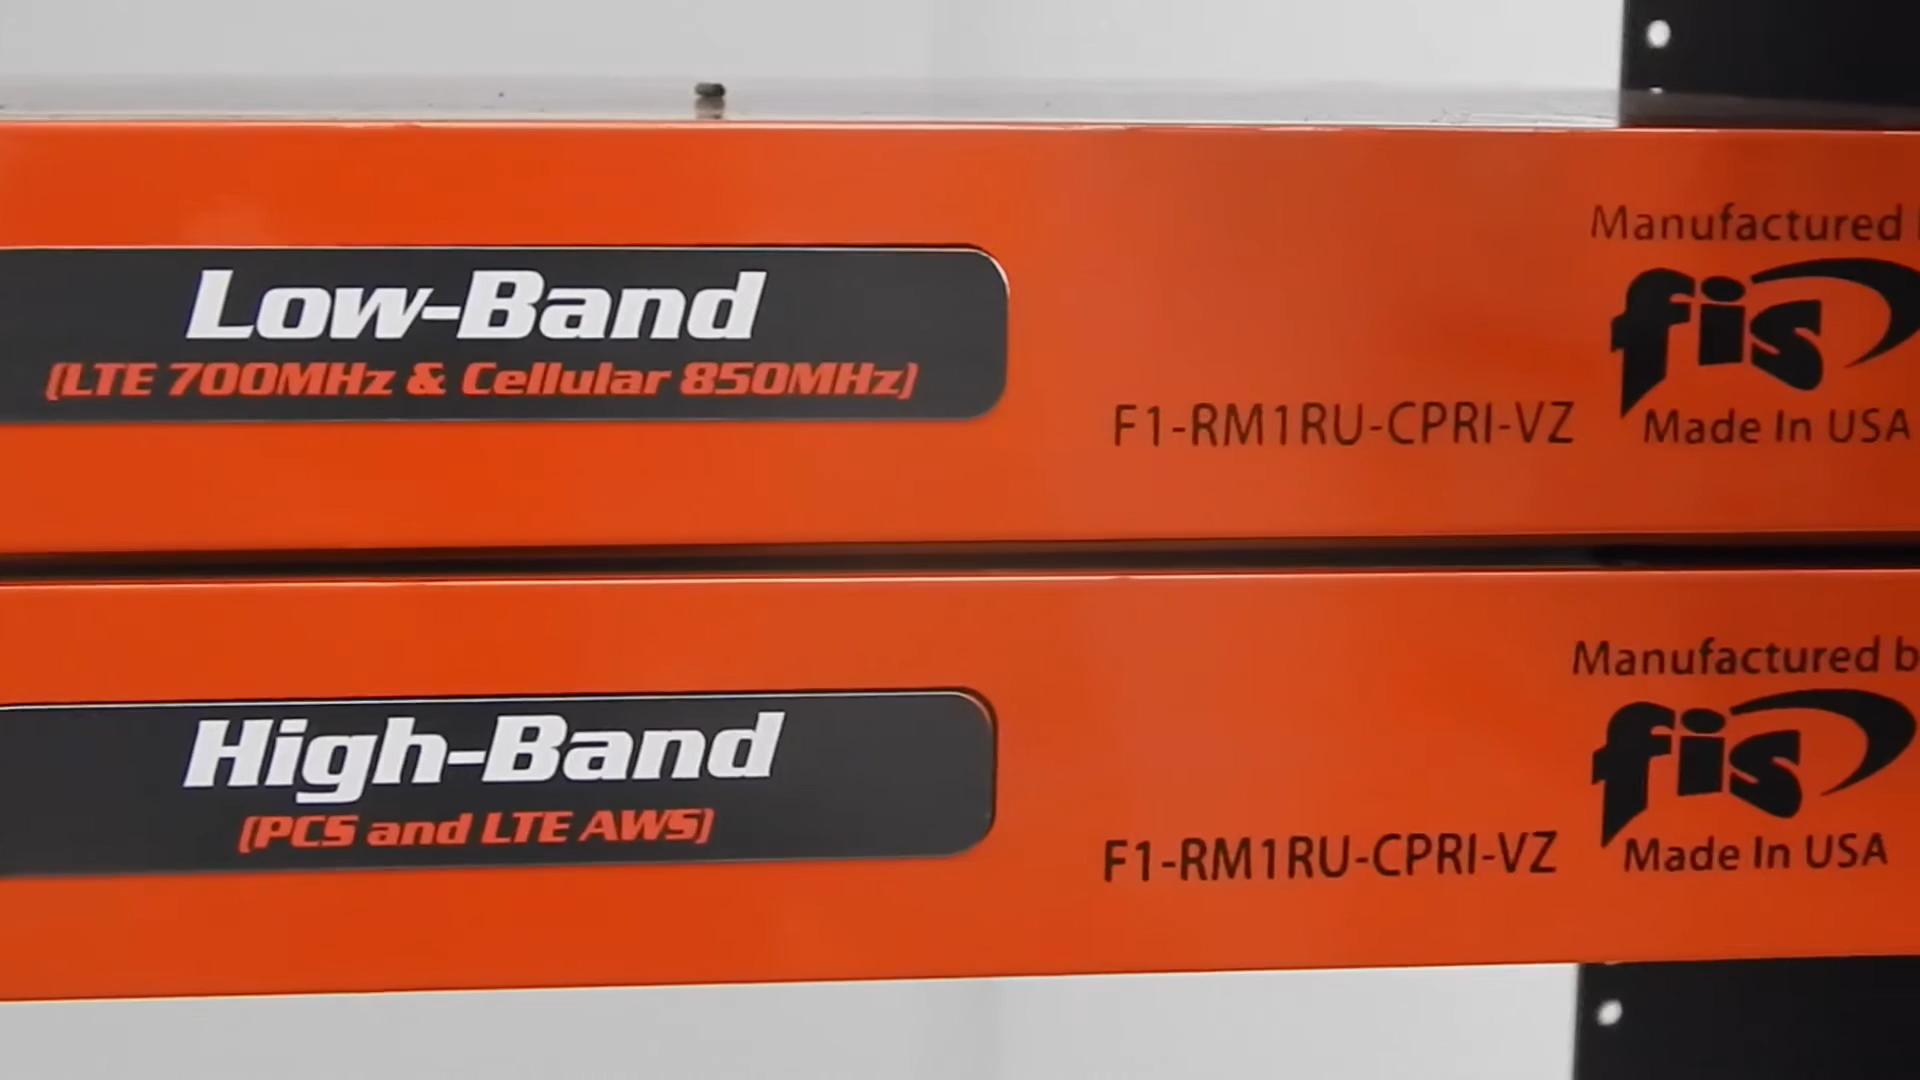 Low-Band
(LTE 700MHz & Cellular 850MHz)
F1-RM1RU-CPRI-VZ
Manufactured
fis
Made In USA
High-Band
(PCS and LTE AWS)
F1-RM1RU-CPRI-VZ
Manufactured b
fis
Made In USA